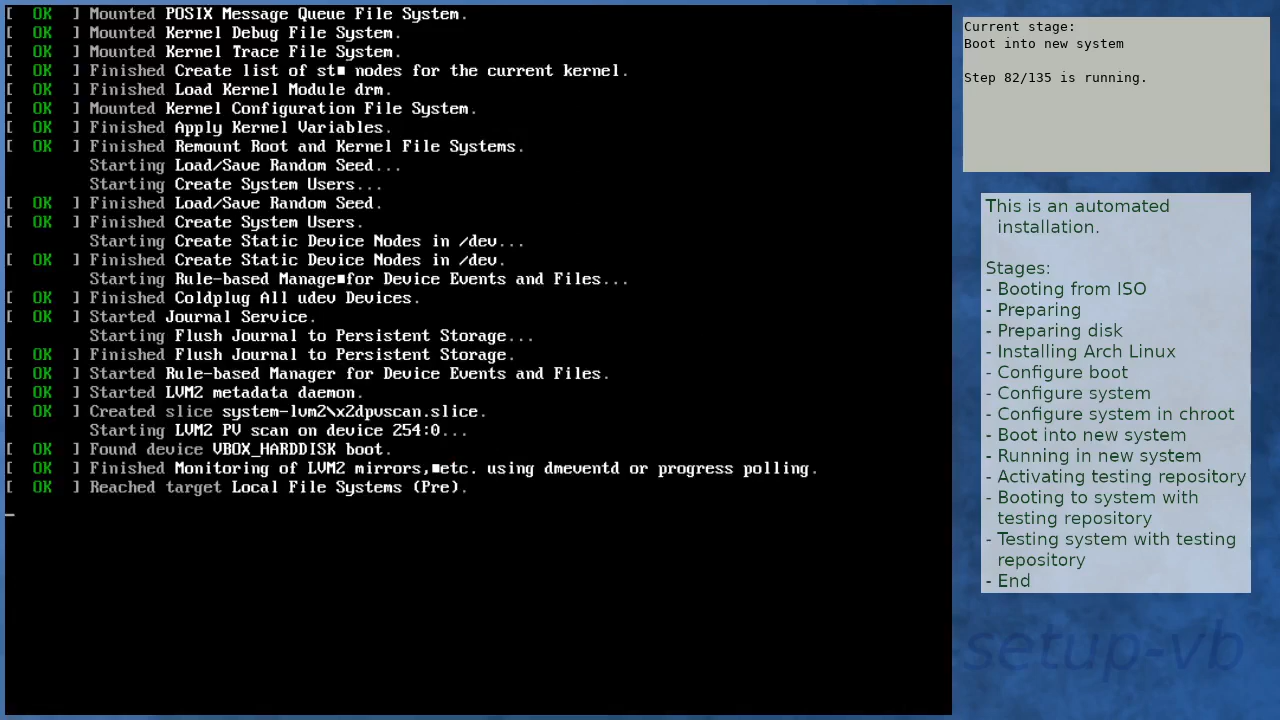 [  OK  ] Mounted POSIX Message Queue File System.
[  OK  ] Mounted Kernel Debug File System.
[  OK  ] Mounted Kernel Trace File System.
[  OK  ] Finished Create list of st■ nodes for the current kernel.
[  OK  ] Finished Load Kernel Module drm.
[  OK  ] Mounted Kernel Configuration File System.
[  OK  ] Finished Apply Kernel Variables.
[  OK  ] Finished Remount Root and Kernel File Systems.
Starting Load/Save Random Seed...
Starting Create System Users...
[  OK  ] Finished Load/Save Random Seed.
[  OK  ] Finished Create System Users.
Starting Create Static Device Nodes in /dev...
[  OK  ] Finished Create Static Device Nodes in /dev.
Starting Rule-based Manage■for Device Events and Files...
[  OK  ] Finished Coldplug All udev Devices.
[  OK  ] Started Journal Service.
Starting Flush Journal to Persistent Storage...
[  OK  ] Finished Flush Journal to Persistent Storage.
[  OK  ] Started Rule-based Manager for Device Events and Files.
[  OK  ] Started LVM2 metadata daemon.
[  OK  ] Created slice system-lvm2\x2dpvscan.slice.
Starting LVM2 PV scan on device 254:0...
[  OK  ] Found device VBOX_HARDDISK boot.
[  OK  ] Finished Monitoring of LVM2 mirrors,■etc. using dmeventd or progress polling.
[  OK  ] Reached target Local File Systems (Pre).
Current stage:
Boot into new system
Step 82/135 is running.
This is an automated
installation.
Stages:
- Booting from ISO
- Preparing
- Preparing disk
- Installing Arch Linux
- Configure boot
- Configure system
- Configure system in chroot
- Boot into new system
- Running in new system
- Activating testing repository
- Booting to system with
testing repository
- Testing system with testing
repository
- End
setup-vb